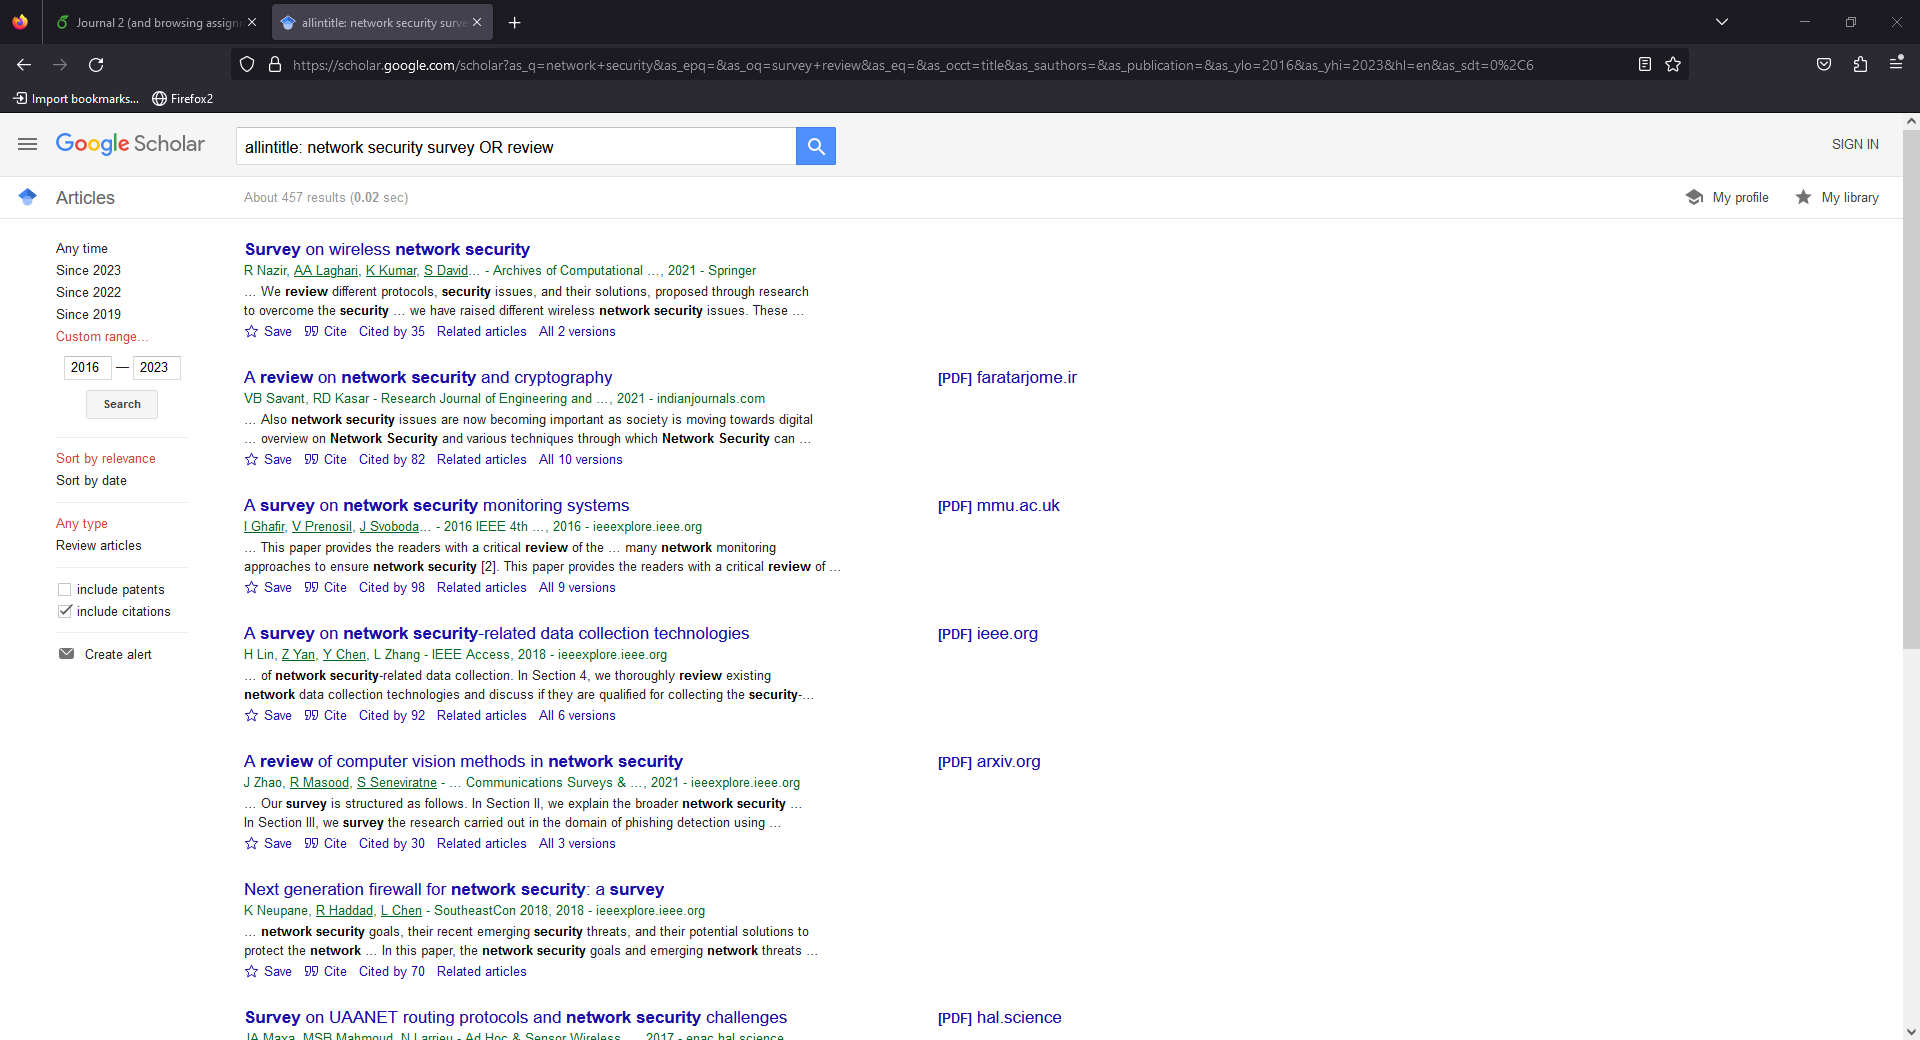 Journal 2 (and browsing assignm
allintitle: network security surve
https://scholar.google.com/scholar?as_q=network+security&as_epq=&as_oq=survey+review&as_eq=&as_occt=title&as_sauthors=&as_publication=&as_ylo=2016&as_yhi=2023&hl=en&as_sdt=0%2C6
Import bookmarks...
Firefox2
Google Scholar
allintitle: network security survey OR review
SIGN IN
Articles
About 457 results (0.02 sec)
My profile
My library
Any time
Since 2023
Since 2022
Since 2019
Custom range...
2016 — 2023
Search
Sort by relevance
Sort by date
Any type
Review articles
include patents
include citations
Create alert
Survey on wireless network security
R Nazir, AA Laghari, K Kumar, S David... - Archives of Computational ..., 2021 - Springer
... We review different protocols, security issues, and their solutions, proposed through research
to overcome the security ... we have raised different wireless network security issues. These ...
Save Cite Cited by 35 Related articles All 2 versions
A review on network security and cryptography
[PDF] faratarjome.ir
VB Savant, RD Kasar - Research Journal of Engineering and ..., 2021 - indianjournals.com
... Also network security issues are now becoming important as society is moving towards digital
... overview on Network Security and various techniques through which Network Security can ...
Save Cite Cited by 82 Related articles All 10 versions
A survey on network security monitoring systems
[PDF] mmu.ac.uk
I Ghafir, V Prenosil, J Svoboda... - 2016 IEEE 4th ..., 2016 - ieeexplore.ieee.org
... This paper provides the readers with a critical review of the ... many network monitoring
approaches to ensure network security [2]. This paper provides the readers with a critical review of ...
Save Cite Cited by 98 Related articles All 9 versions
A survey on network security-related data collection technologies
[PDF] ieee.org
H Lin, Z Yan, Y Chen, L Zhang - IEEE Access, 2018 - ieeexplore.ieee.org
... of network security-related data collection. In Section 4, we thoroughly review existing
network data collection technologies and discuss if they are qualified for collecting the security-...
Save Cite Cited by 92 Related articles All 6 versions
A review of computer vision methods in network security
[PDF] arxiv.org
J Zhao, R Masood, S Seneviratne - ... Communications Surveys & ..., 2021 - ieeexplore.ieee.org
... Our survey is structured as follows. In Section II, we explain the broader network security ...
In Section III, we survey the research carried out in the domain of phishing detection using ...
Save Cite Cited by 30 Related articles All 3 versions
Next generation firewall for network security: a survey
K Neupane, R Haddad, L Chen - SoutheastCon 2018, 2018 - ieeexplore.ieee.org
... network security goals, their recent emerging security threats, and their potential solutions to
protect the network ... In this paper, the network security goals and emerging network threats ...
Save Cite Cited by 70 Related articles
Survey on UAANET routing protocols and network security challenges
[PDF] hal.science
JA Maxa, MSB Mahmoud, N Larrieu - Ad Hoc & Sensor Wireless ..., 2017 - enac.hal.science